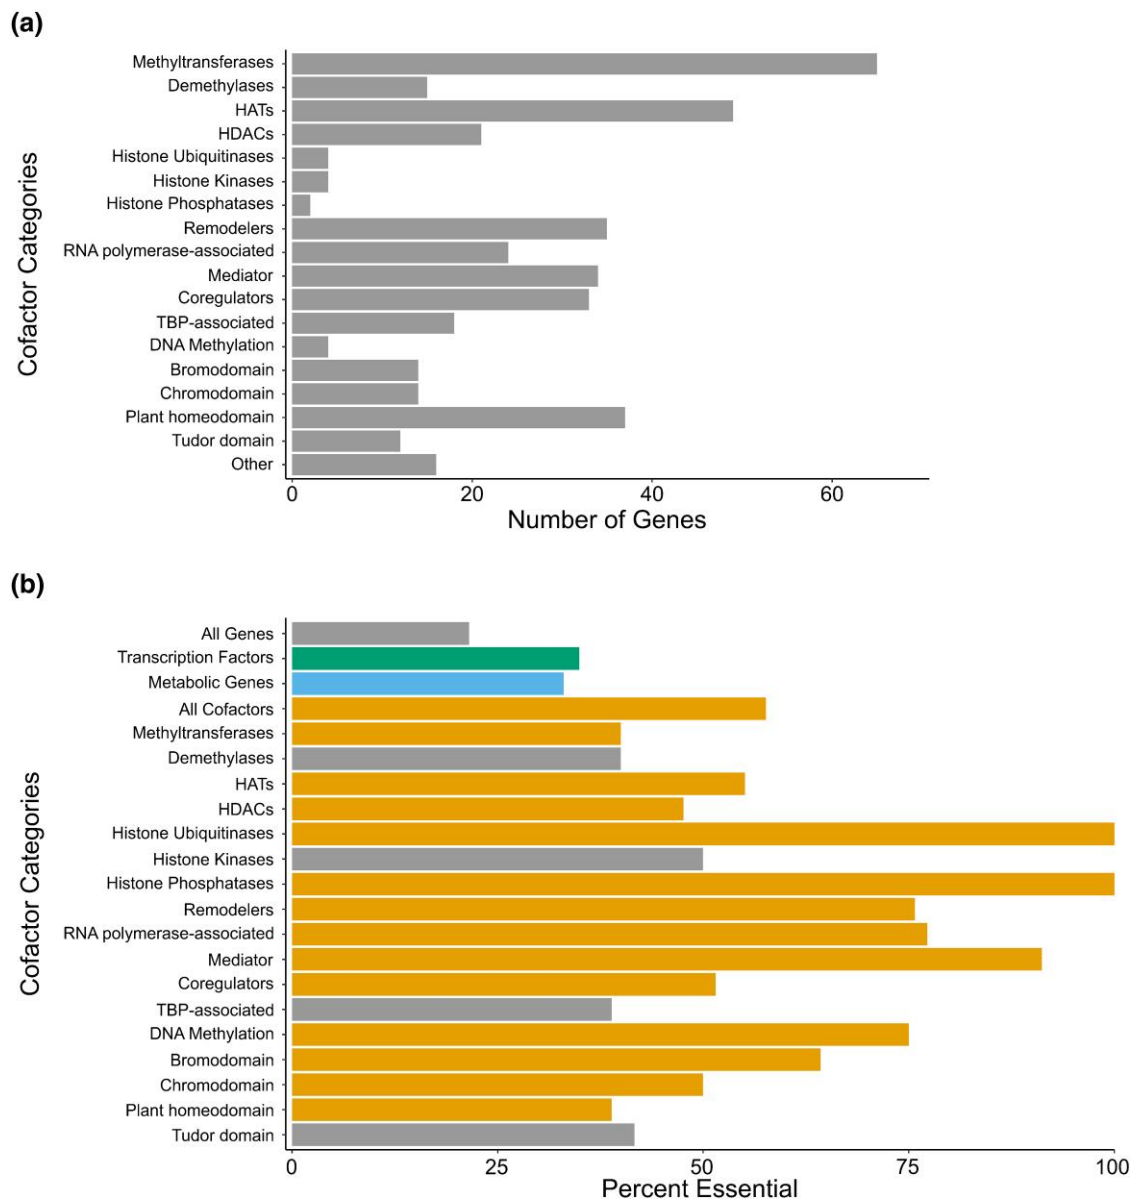 (a)
Cofactor Categories
Methyltransferases
Demethylases
HATs
HDACs
Histone Ubiquitinases
Histone Kinases
Histone Phosphatases
Remodelers
RNA polymerase-associated
Mediator
Coregulators
TBP-associated
DNA Methylation
Bromodomain
Chromodomain
Plant homeodomain
Tudor domain
Other
0 20 40 60
Number of Genes
(b)
Cofactor Categories
All Genes
Transcription Factors
Metabolic Genes
All Cofactors
Methyltransferases
Demethylases
HATs
HDACs
Histone Ubiquitinases
Histone Kinases
Histone Phosphatases
Remodelers
RNA polymerase-associated
Mediator
Coregulators
TBP-associated
DNA Methylation
Bromodomain
Chromodomain
Plant homeodomain
Tudor domain
0 25 50 75 100
Percent Essential